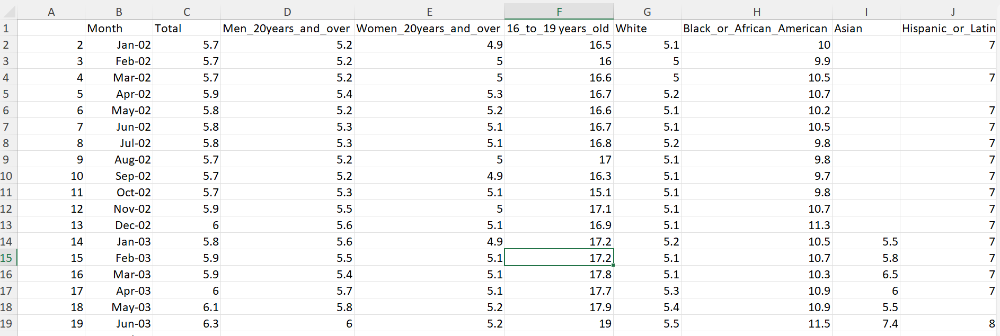 A B C D E F G H I J
1 Month Total Men_20years_and_over Women_20years_and_over 16_to_19 years_old White Black_or_African_American Asian Hispanic_or_Latin
2 2 Jan-02 5.7 5.2 4.9 16.5 5.1 10 7
3 3 Feb-02 5.7 5.2 5 16 5 9.9
4 4 Mar-02 5.7 5.2 5 16.6 5 10.5 7
5 5 Apr-02 5.9 5.4 5.3 16.7 5.2 10.7
6 6 May-02 5.8 5.2 5.2 16.6 5.1 10.2 7
7 7 Jun-02 5.8 5.3 5.1 16.7 5.1 10.5 7
8 8 Jul-02 5.8 5.3 5.1 16.8 5.2 9.8 7
9 9 Aug-02 5.7 5.2 5 17 5.1 9.8 7
10 10 Sep-02 5.7 5.2 4.9 16.3 5.1 9.7 7
11 11 Oct-02 5.7 5.3 5.1 15.1 5.1 9.8 7
12 12 Nov-02 5.9 5.5 5 17.1 5.1 10.7 7
13 13 Dec-02 6 5.6 5.1 16.9 5.1 11.3 7
14 14 Jan-03 5.8 5.6 4.9 17.2 5.2 10.5 5.5 7
15 15 Feb-03 5.9 5.5 5.1 17.2 5.1 10.7 5.8 7
16 16 Mar-03 5.9 5.4 5.1 17.8 5.1 10.3 6.5 7
17 17 Apr-03 6 5.7 5.1 17.7 5.3 10.9 6 7
18 18 May-03 6.1 5.8 5.2 17.9 5.4 10.9 5.5
19 19 Jun-03 6.3 6 5.2 19 5.5 11.5 7.4 8